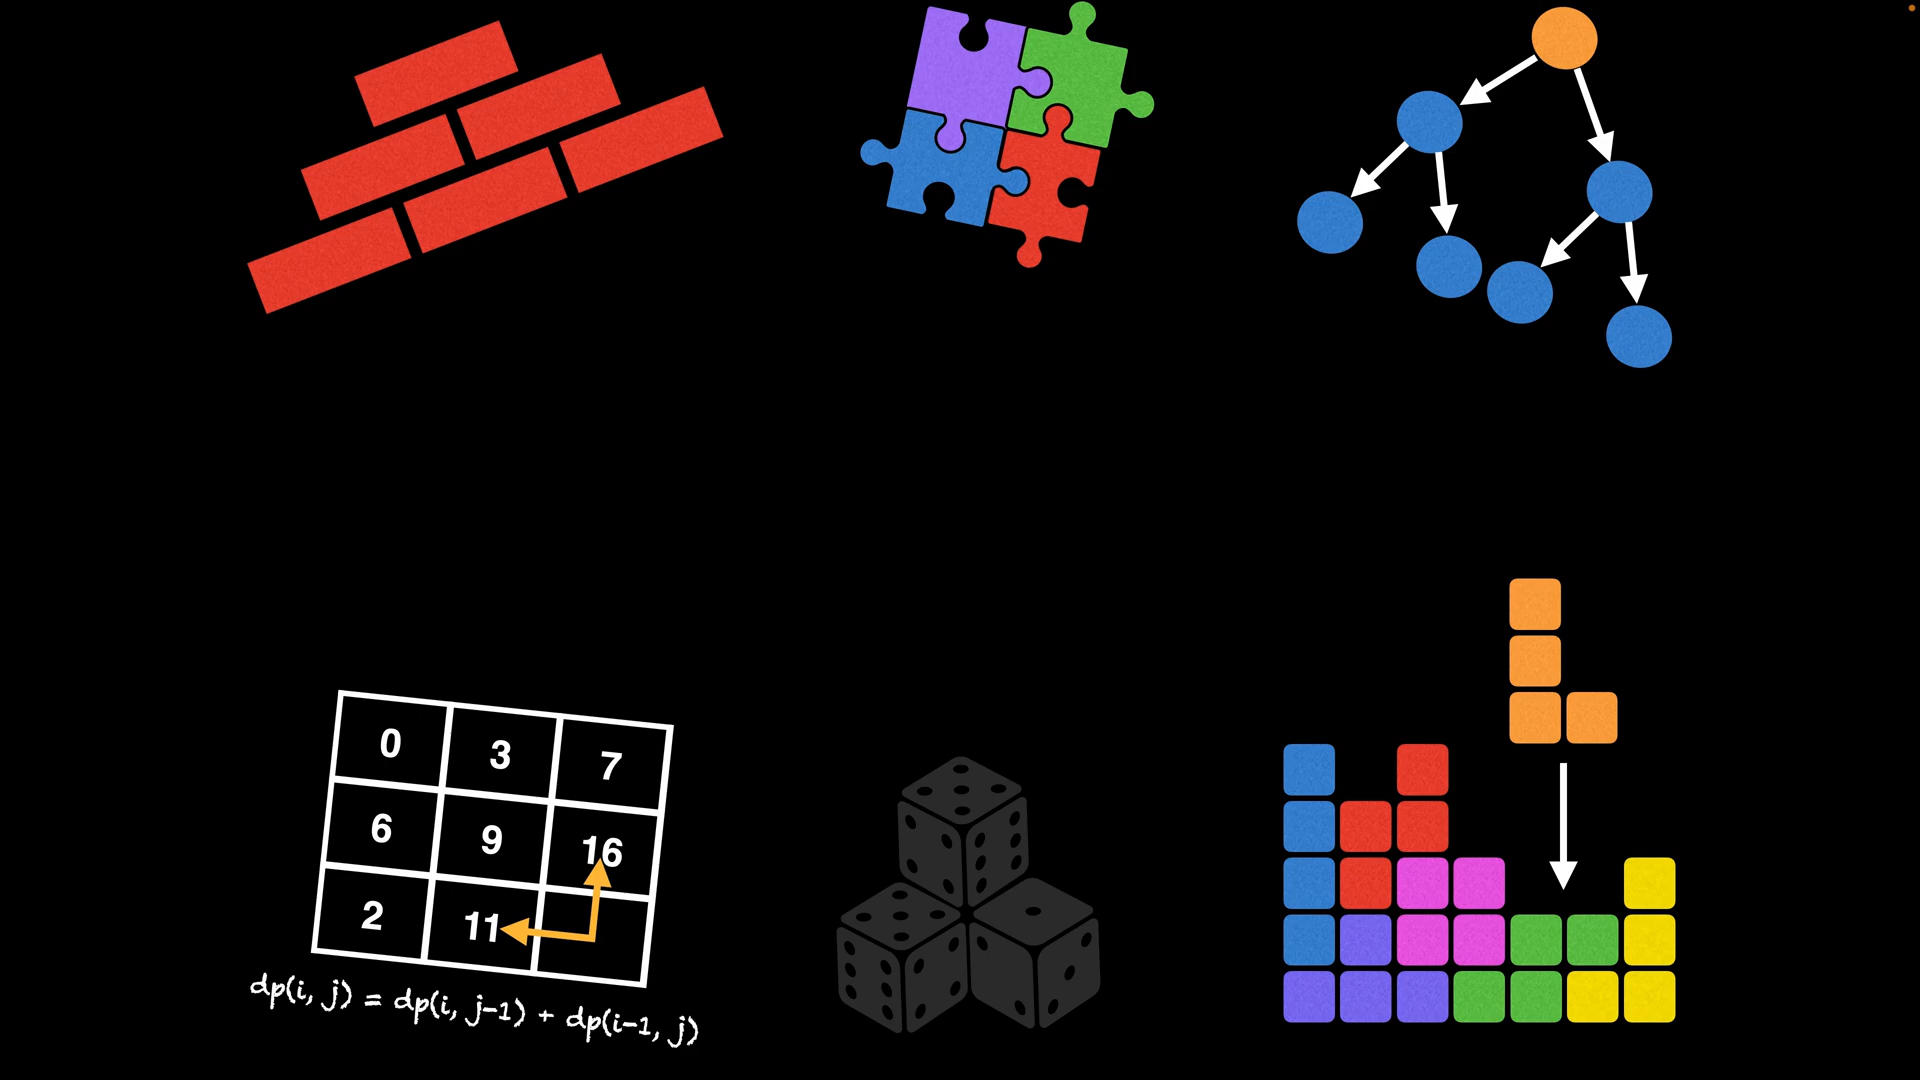 0 3 7
6 9 16
2 11
dp(i, j) = dp(i, j-1) + dp(i-1, j)